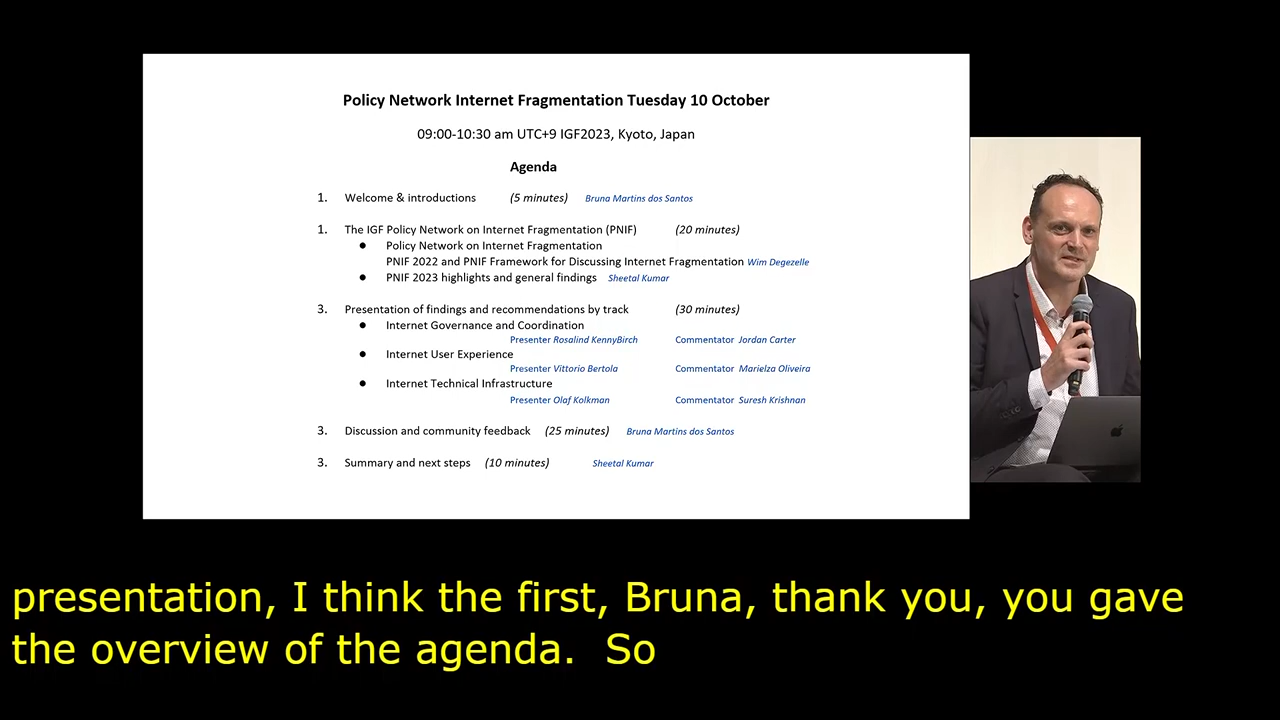 Policy Network Internet Fragmentation Tuesday 10 October
09:00-10:30 am UTC+9 IGF2023, Kyoto, Japan
Agenda
1. Welcome & introductions (5 minutes) Bruna Martins dos Santos
1. The IGF Policy Network on Internet Fragmentation (PNIF) (20 minutes)
● Policy Network on Internet Fragmentation
PNIF 2022 and PNIF Framework for Discussing Internet Fragmentation Wim Degezelle
● PNIF 2023 highlights and general findings Sheetal Kumar
3. Presentation of findings and recommendations by track (30 minutes)
● Internet Governance and Coordination
Presenter Rosalind KennyBirch Commentator Jordan Carter
● Internet User Experience
Presenter Vittorio Bertola Commentator Marielza Oliveira
● Internet Technical Infrastructure
Presenter Olaf Kolkman Commentator Suresh Krishnan
3. Discussion and community feedback (25 minutes) Bruna Martins dos Santos
3. Summary and next steps (10 minutes) Sheetal Kumar
presentation, I think the first, Bruna, thank you, you gave
the overview of the agenda. So